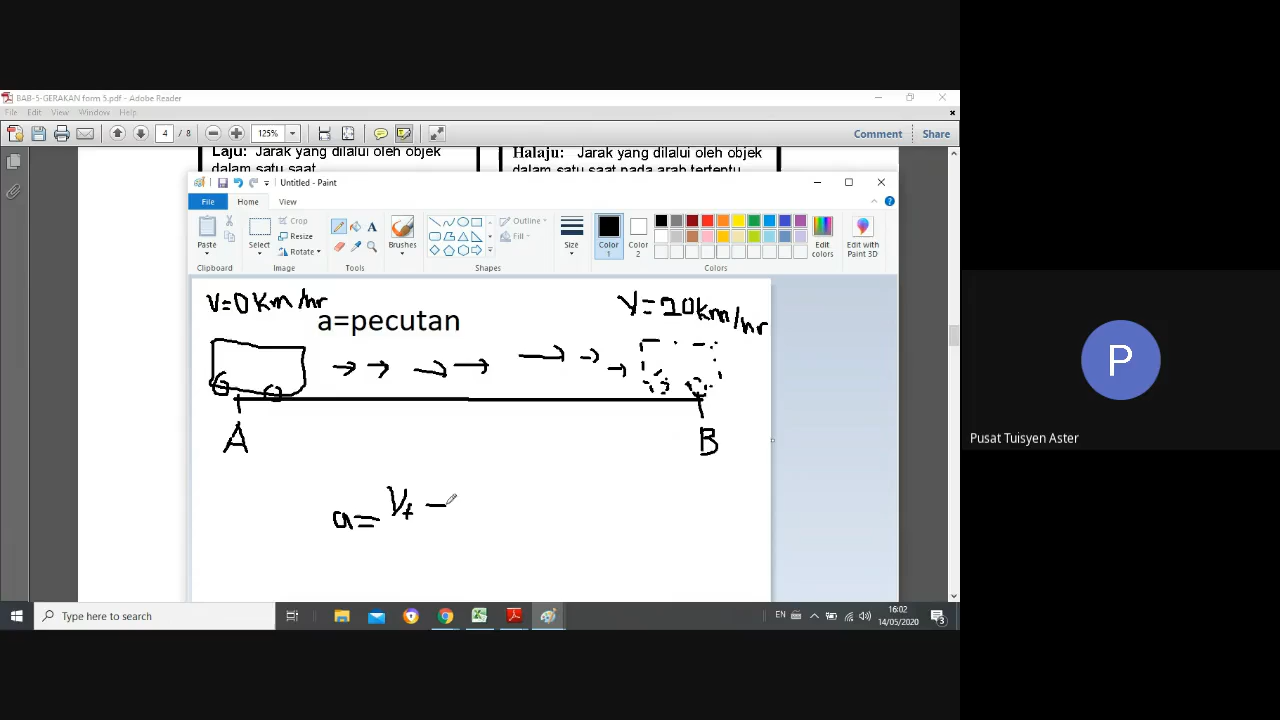 BAB-5-GERAKAN form 5.pdf - Adobe Reader
File Edit View Window Help
4 / 8 125% Comment Share
Laju: Jarak yang dilalui oleh objek
dalam satu saat
Halaju: Jarak yang dilalui oleh objek
dalam satu saat pada arah tertentu
Untitled - Paint
File Home View
Paste
Select
Crop
Resize
Rotate
A
Brushes
Outline
Fill
Size
Color
1
Color
2
Edit
colors
Edit with
Paint 3D
Clipboard Image Tools Shapes Colors
V=0 Km/hr
a=pecutan
V=20km/hr
A
B
a= Vf -
P
Pusat Tuisyen Aster
Type here to search
EN
16:02
14/05/2020
3